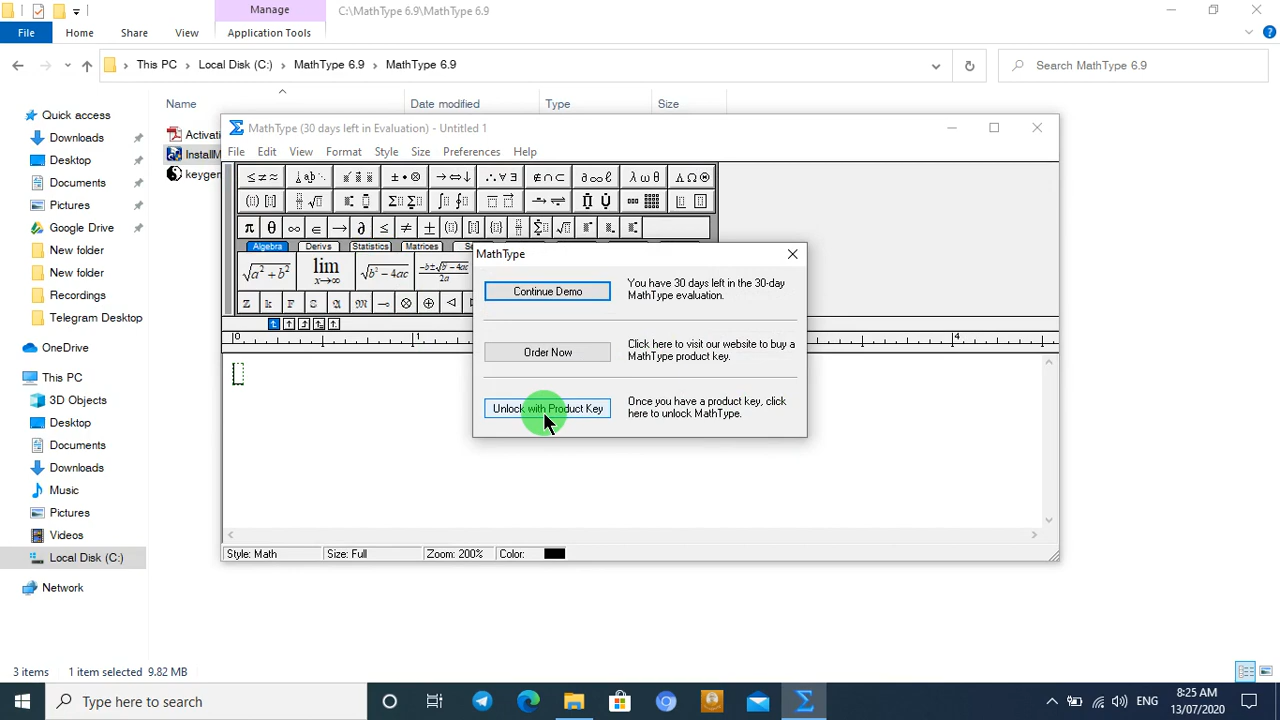 Manage
C:\MathType 6.9\MathType 6.9
File Home Share View Application Tools
This PC Local Disk (C:) MathType 6.9 MathType 6.9
Search MathType 6.9
Name Date modified Type Size
Quick access
Downloads
Desktop
Documents
Pictures
Google Drive
New folder
New folder
Recordings
Telegram Desktop
OneDrive
This PC
3D Objects
Desktop
Documents
Downloads
Music
Pictures
Videos
Local Disk (C:)
Network
Activati
InstallM
keygen
MathType (30 days left in Evaluation) - Untitled 1
File Edit View Format Style Size Preferences Help
Algebra Derivs Statistics Matrices Se
MathType
Continue Demo
You have 30 days left in the 30-day
MathType evaluation.
Order Now
Click here to visit our website to buy a
MathType product key.
Unlock with Product Key
Once you have a product key, click
here to unlock MathType.
0 1 4
Style: Math Size: Full Zoom: 200% Color:
3 items 1 item selected 9.82 MB
Type here to search
ENG
8:25 AM
13/07/2020